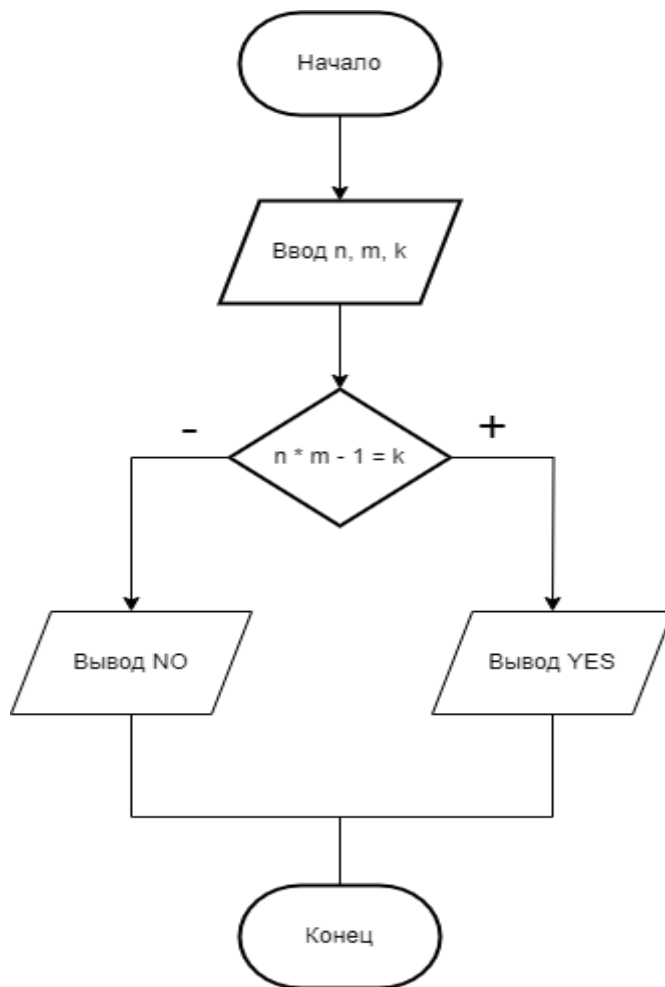 Начало
Ввод n, m, k
- +
n * m - 1 = k
Вывод NO
Вывод YES
Конец